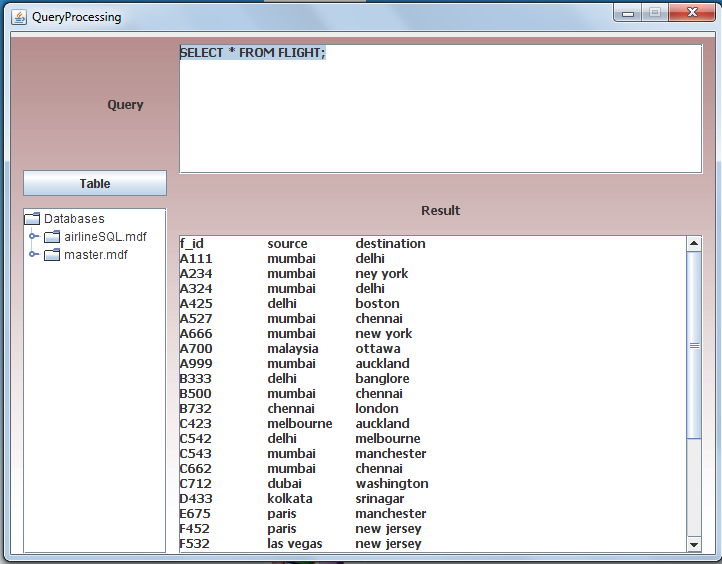 QueryProcessing
Query
SELECT * FROM FLIGHT;
Table
Result
Databases
airlineSQL.mdf
master.mdf
f_id source destination
A111 mumbai delhi
A234 mumbai ney york
A324 mumbai delhi
A425 delhi boston
A527 mumbai chennai
A666 mumbai new york
A700 malaysia ottawa
A999 mumbai auckland
B333 delhi banglore
B500 mumbai chennai
B732 chennai london
C423 melbourne auckland
C542 delhi melbourne
C543 mumbai manchester
C662 mumbai chennai
C712 dubai washington
D433 kolkata srinagar
E675 paris manchester
F452 paris new jersey
F532 las vegas new jersey